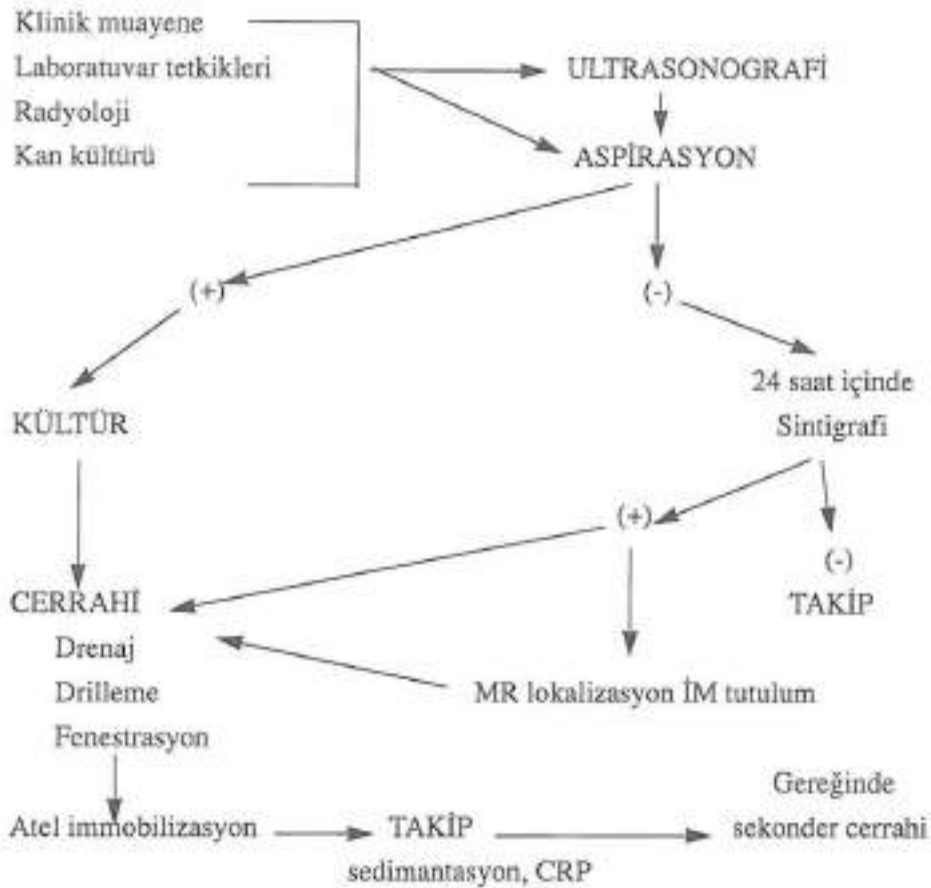 Klinik muayene
Laboratuvar tetkikleri
Radyoloji
Kan kültürü
ULTRASONOGRAFİ
ASPİRASYON
(+)
(-)
KÜLTÜR
24 saat içinde
Sintigrafi
(+)
(-)
TAKİP
CERRAHİ
Drenaj
Drilleme
Fenestrasyon
MR lokalizasyon İM tutulum
Atel immobilizasyon
TAKİP
sedimantasyon, CRP
Gereğinde
sekonder cerrahi